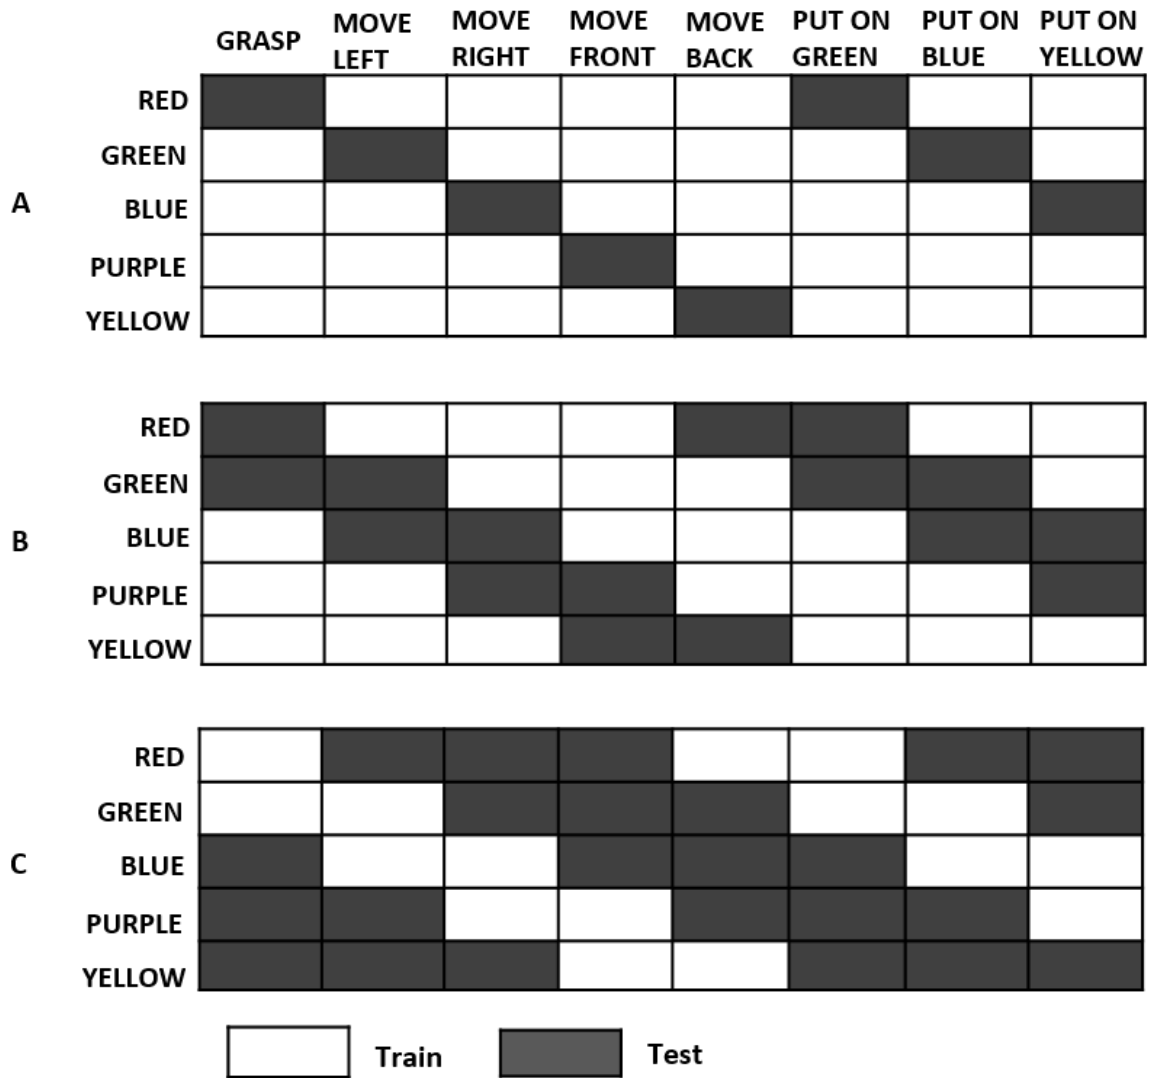 GRASP
MOVE LEFT
MOVE RIGHT
MOVE FRONT
MOVE BACK
PUT ON GREEN
PUT ON BLUE
PUT ON YELLOW
A
RED
GREEN
BLUE
PURPLE
YELLOW
B
RED
GREEN
BLUE
PURPLE
YELLOW
C
RED
GREEN
BLUE
PURPLE
YELLOW
Train
Test